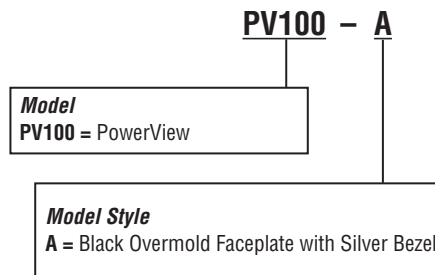 PV100 – A
Model
PV100 = PowerView
Model Style
A = Black Overmold Faceplate with Silver Bezel